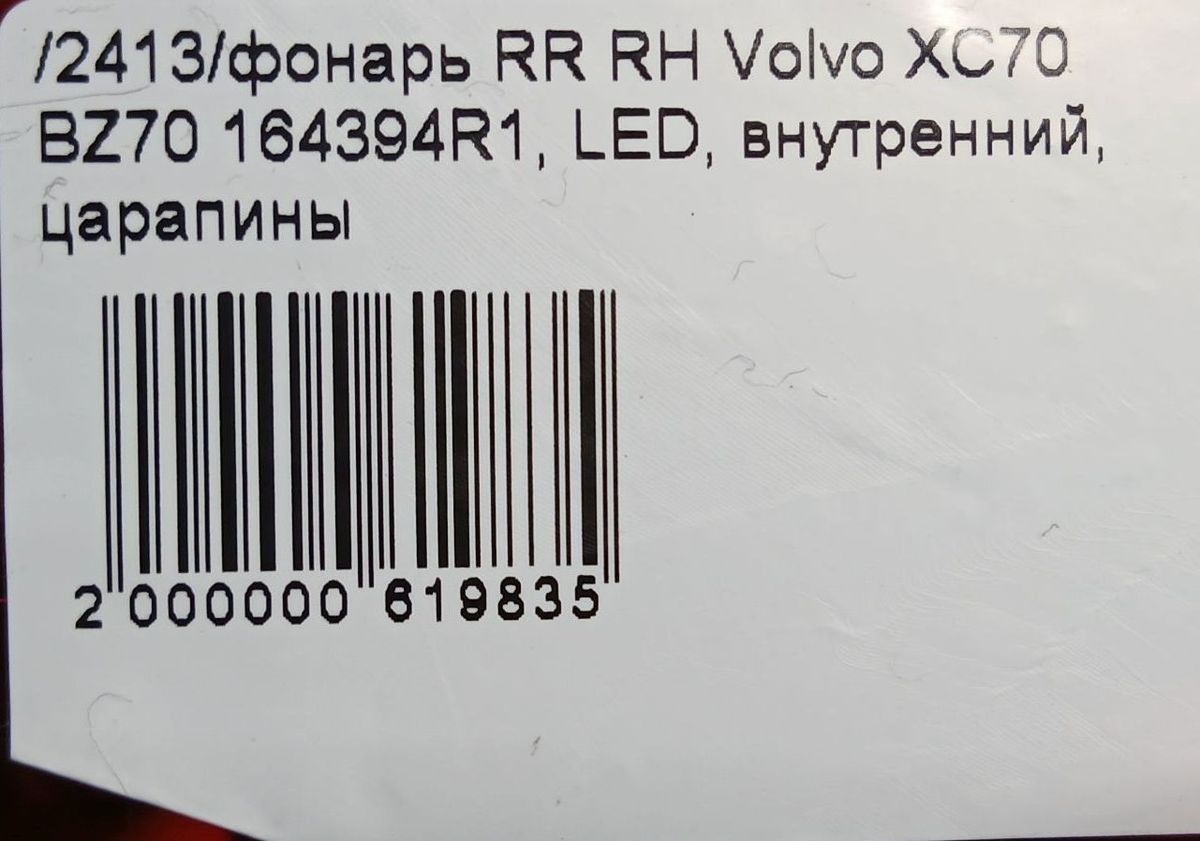 /2413/фонарь RR RH Volvo XC70
BZ70 164394R1, LED, внутренний,
царапины
2 000000 619835